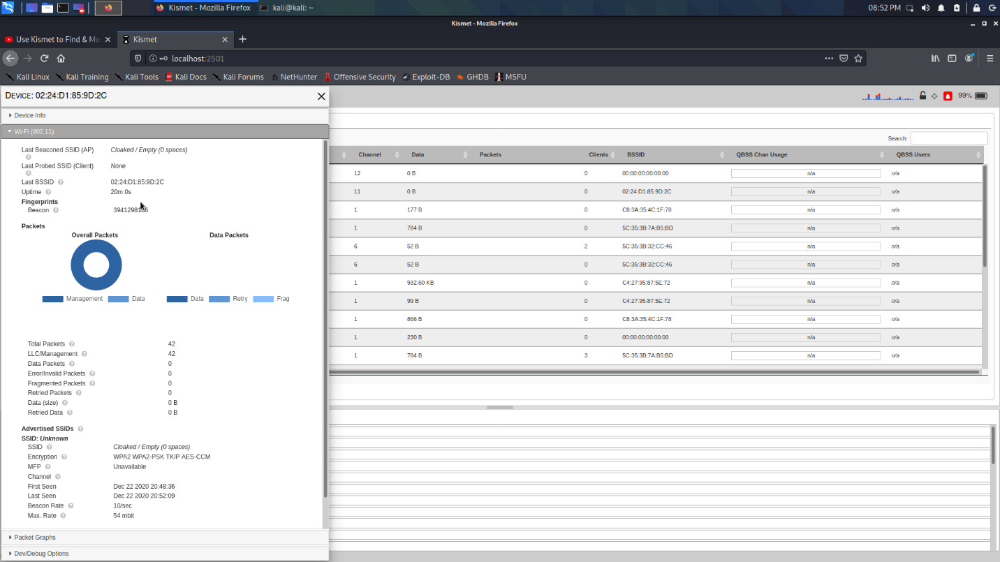 Kismet - Mozilla Firefox
kali@kali: ~
08:52 PM
Kismet - Mozilla Firefox
Use Kismet to Find & Mo
Kismet
localhost:2501
Kali Linux Kali Training Kali Tools Kali Docs Kali Forums NetHunter Offensive Security Exploit-DB GHDB MSFU
DEVICE: 02:24:D1:85:9D:2C
99%
Device Info
Wi-Fi (802.11)
Last Beaconed SSID (AP) Cloaked / Empty (0 spaces)
Last Probed SSID (Client) None
Last BSSID 02:24:D1:85:9D:2C
Uptime 20m 0s
Fingerprints
Beacon
Packets
Overall Packets Data Packets
Management Data Data Retry Frag
Total Packets 42
LLC/Management 42
Data Packets 0
Error/Invalid Packets 0
Fragmented Packets 0
Retried Packets 0
Data (size) 0 B
Retried Data 0 B
Advertised SSIDs
SSID: Unknown
SSID Cloaked / Empty (0 spaces)
Encryption WPA2 WPA2-PSK TKIP AES-CCM
MFP Unavailable
Channel
First Seen Dec 22 2020 20:48:36
Last Seen Dec 22 2020 20:52:09
Beacon Rate 10/sec
Max. Rate 54 mbit
Packet Graphs
Dev/Debug Options
Search:
Channel Data Packets Clients BSSID QBSS Chan Usage QBSS Users
12 0 B 0 00:00:00:00:00:00 n/a n/a
11 0 B 0 02:24:D1:85:9D:2C n/a n/a
1 177 B 0 C8:3A:35:4C:1F:78 n/a n/a
1 784 B 0 5C:35:3B:7A:B5:BD n/a n/a
6 52 B 2 5C:35:3B:32:CC:46 n/a n/a
6 52 B 0 5C:35:3B:32:CC:46 n/a n/a
1 932.60 KB 0 C4:27:95:87:5E:72 n/a n/a
1 99 B 0 C4:27:95:87:5E:72 n/a n/a
1 866 B 0 C8:3A:35:4C:1F:78 n/a n/a
1 230 B 0 00:00:00:00:00:00 n/a n/a
1 784 B 3 5C:35:3B:7A:B5:BD n/a n/a